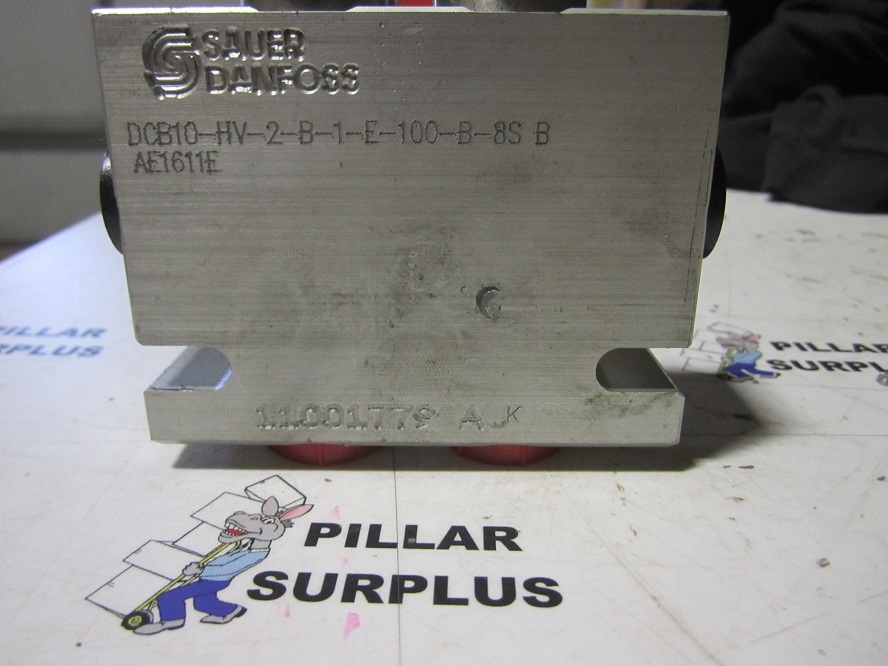 SAUER
DANFOSS
DCB10-HV-2-B-1-E-100-B-8S B
AE1611E
PILLAR
SURPLUS
PILLAR
SURPLUS
11001779 A K
PILLAR
SURPLUS